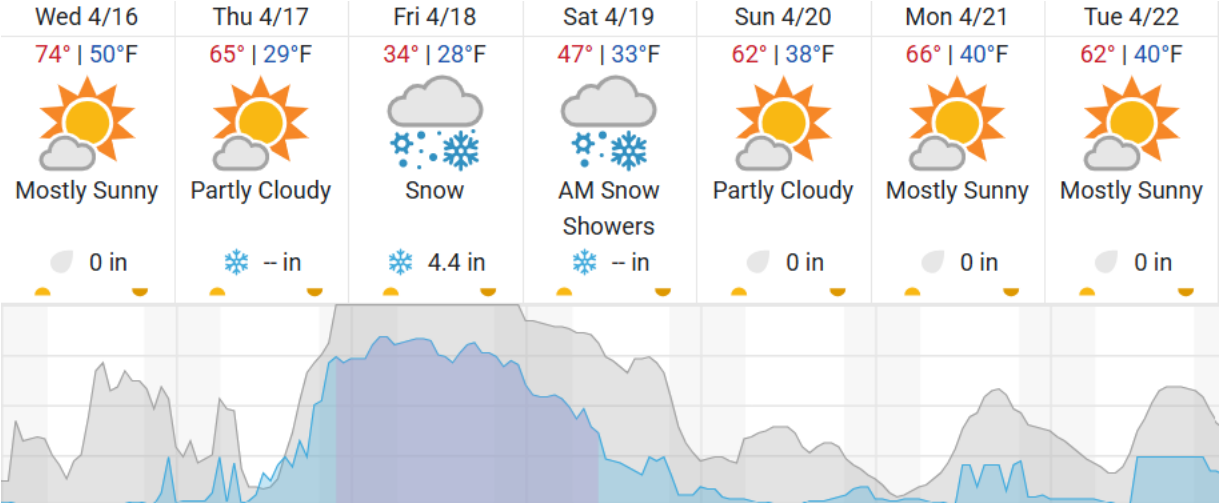 Wed 4/16 Thu 4/17 Fri 4/18 Sat 4/19 Sun 4/20 Mon 4/21 Tue 4/22
74° | 50°F 65° | 29°F 34° | 28°F 47° | 33°F 62° | 38°F 66° | 40°F 62° | 40°F
Mostly Sunny Partly Cloudy Snow AM Snow Partly Cloudy Mostly Sunny Mostly Sunny
Showers
0 in -- in 4.4 in -- in 0 in 0 in 0 in